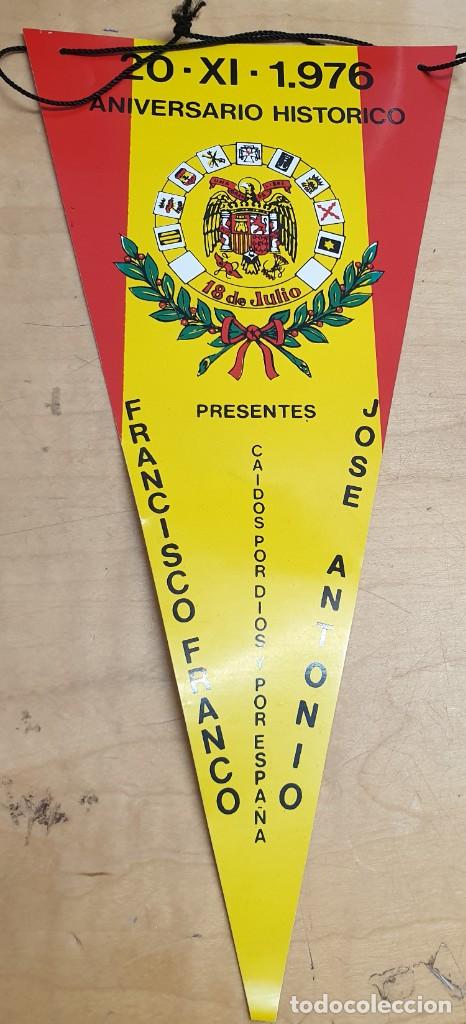 20 · XI · 1.976
ANIVERSARIO HISTORICO
18 de Julio
PRESENTES
FRANCISCO FRANCO
CAIDOS POR DIOS Y POR ESPAÑA
JOSE ANTONIO
todocoleccion.net